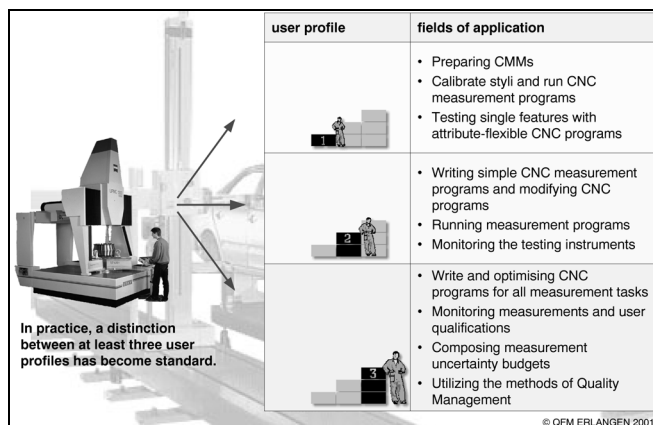 user profile
fields of application
1
• Preparing CMMs
• Calibrate styli and run CNC
measurement programs
• Testing single features with
attribute-flexible CNC programs
2
• Writing simple CNC measurement
programs and modifying CNC
programs
• Running measurement programs
• Monitoring the testing instruments
3
• Write and optimising CNC
programs for all measurement tasks
• Monitoring measurements and user
qualifications
• Composing measurement
uncertainty budgets
• Utilizing the methods of Quality
Management
In practice, a distinction
between at least three user
profiles has become standard.
© QFM ERLANGEN 2001